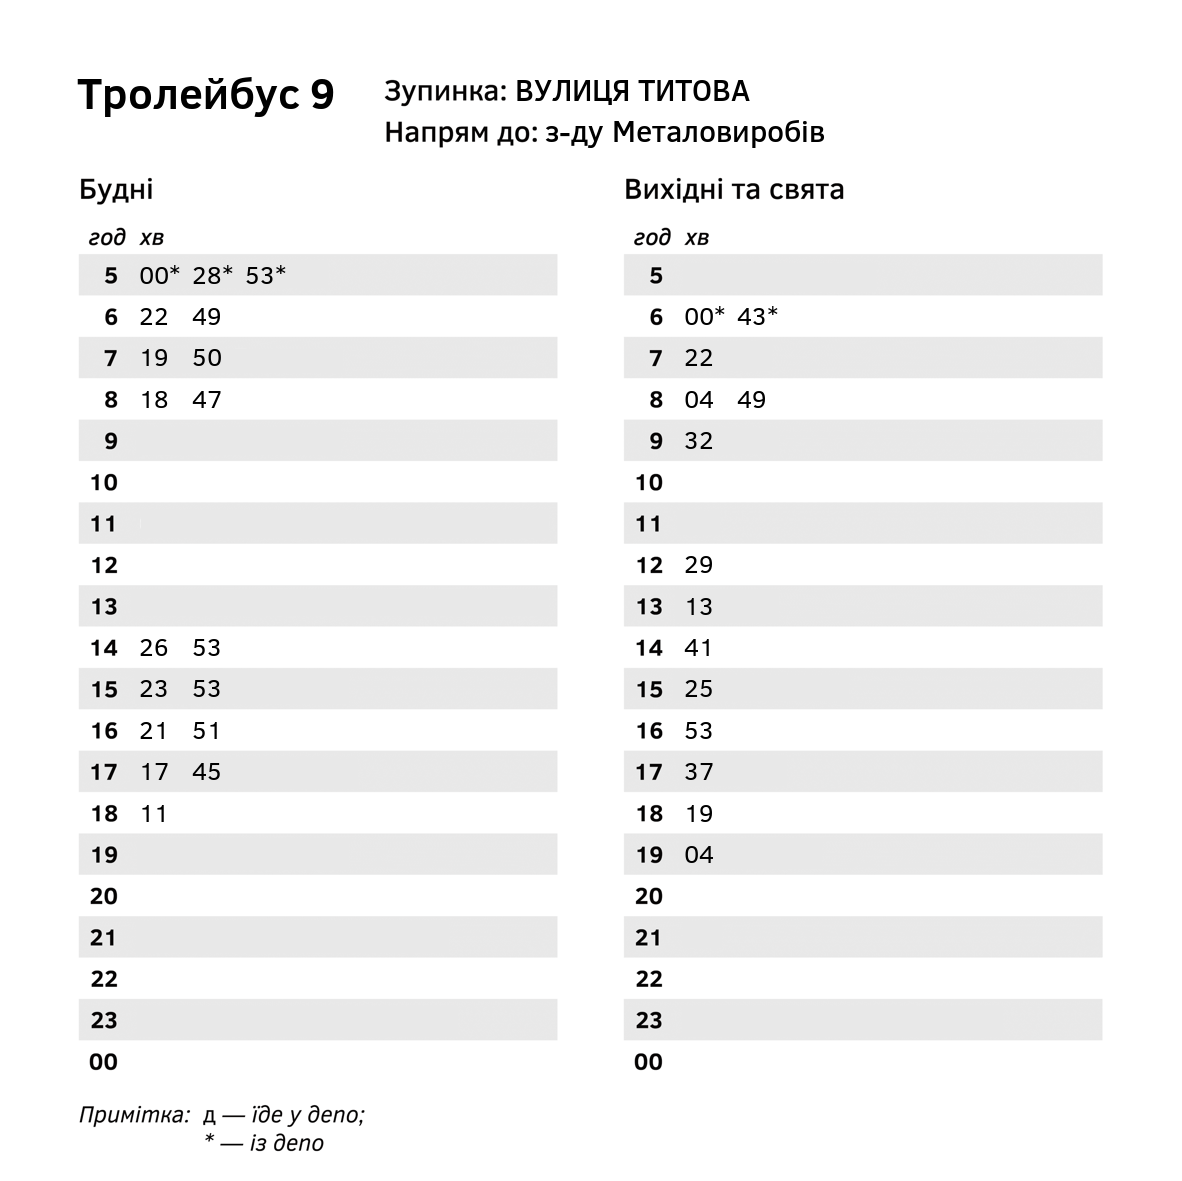 Тролейбус 9
Зупинка: ВУЛИЦЯ ТИТОВА
Напрям до: з-ду Металовиробів
Будні
год хв
5 00* 28* 53*
6 22 49
7 19 50
8 18 47
9
10
11
12
13
14 26 53
15 23 53
16 21 51
17 17 45
18 11
19
20
21
22
23
00
Вихідні та свята
год хв
5
6 00* 43*
7 22
8 04 49
9 32
10
11
12 29
13 13
14 41
15 25
16 53
17 37
18 19
19 04
20
21
22
23
00
Примітка: д — їде у депо;
* — із депо